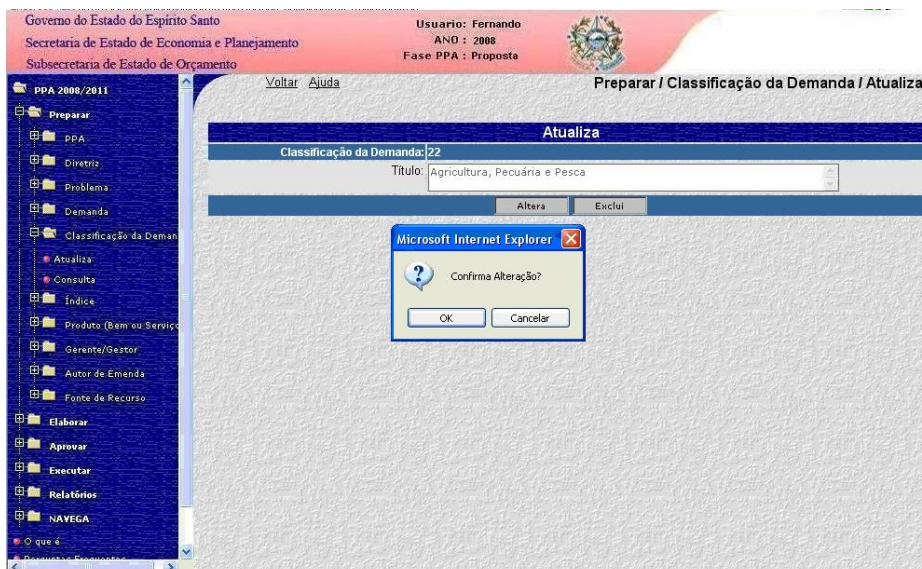 Governo do Estado do Espírito Santo
Secretaria de Estado de Economia e Planejamento
Subsecretaria de Estado de Orçamento
Usuario: Fernando
ANO : 2008
Fase PPA : Proposta
Voltar Ajuda
Preparar / Classificação da Demanda / Atualiza
PPA 2008/2011
Preparar
PPA
Diretriz
Problema
Demanda
Classificação da Deman
Atualiza
Consulta
Índice
Produto (Bem ou Serviço
Gerente/Gestor
Autor de Emenda
Fonte de Recurso
Elaborar
Aprovar
Executar
Relatórios
NAVEGA
O que é
Perguntas Frequentes
Atualiza
Classificação da Demanda: 22
Título: Agricultura, Pecuária e Pesca
Altera Exclui
Microsoft Internet Explorer
Confirma Alteração?
OK Cancelar